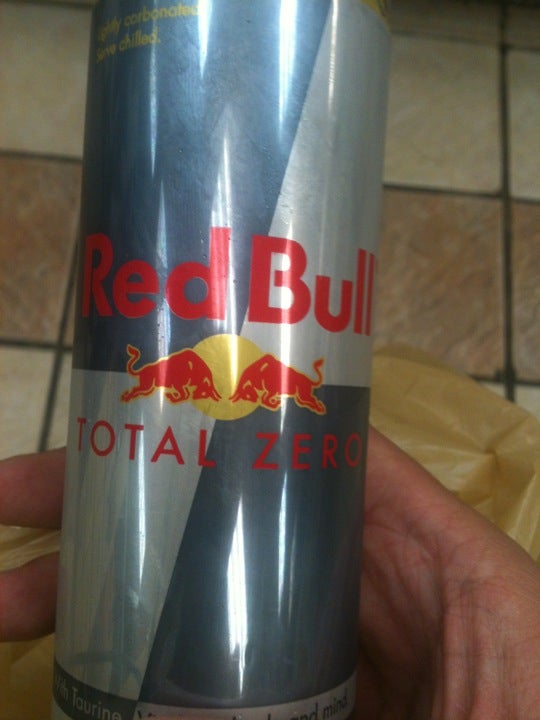 lightly carbonated
Serve chilled.
Red Bull
TOTAL ZERO
with Taurine. and mind